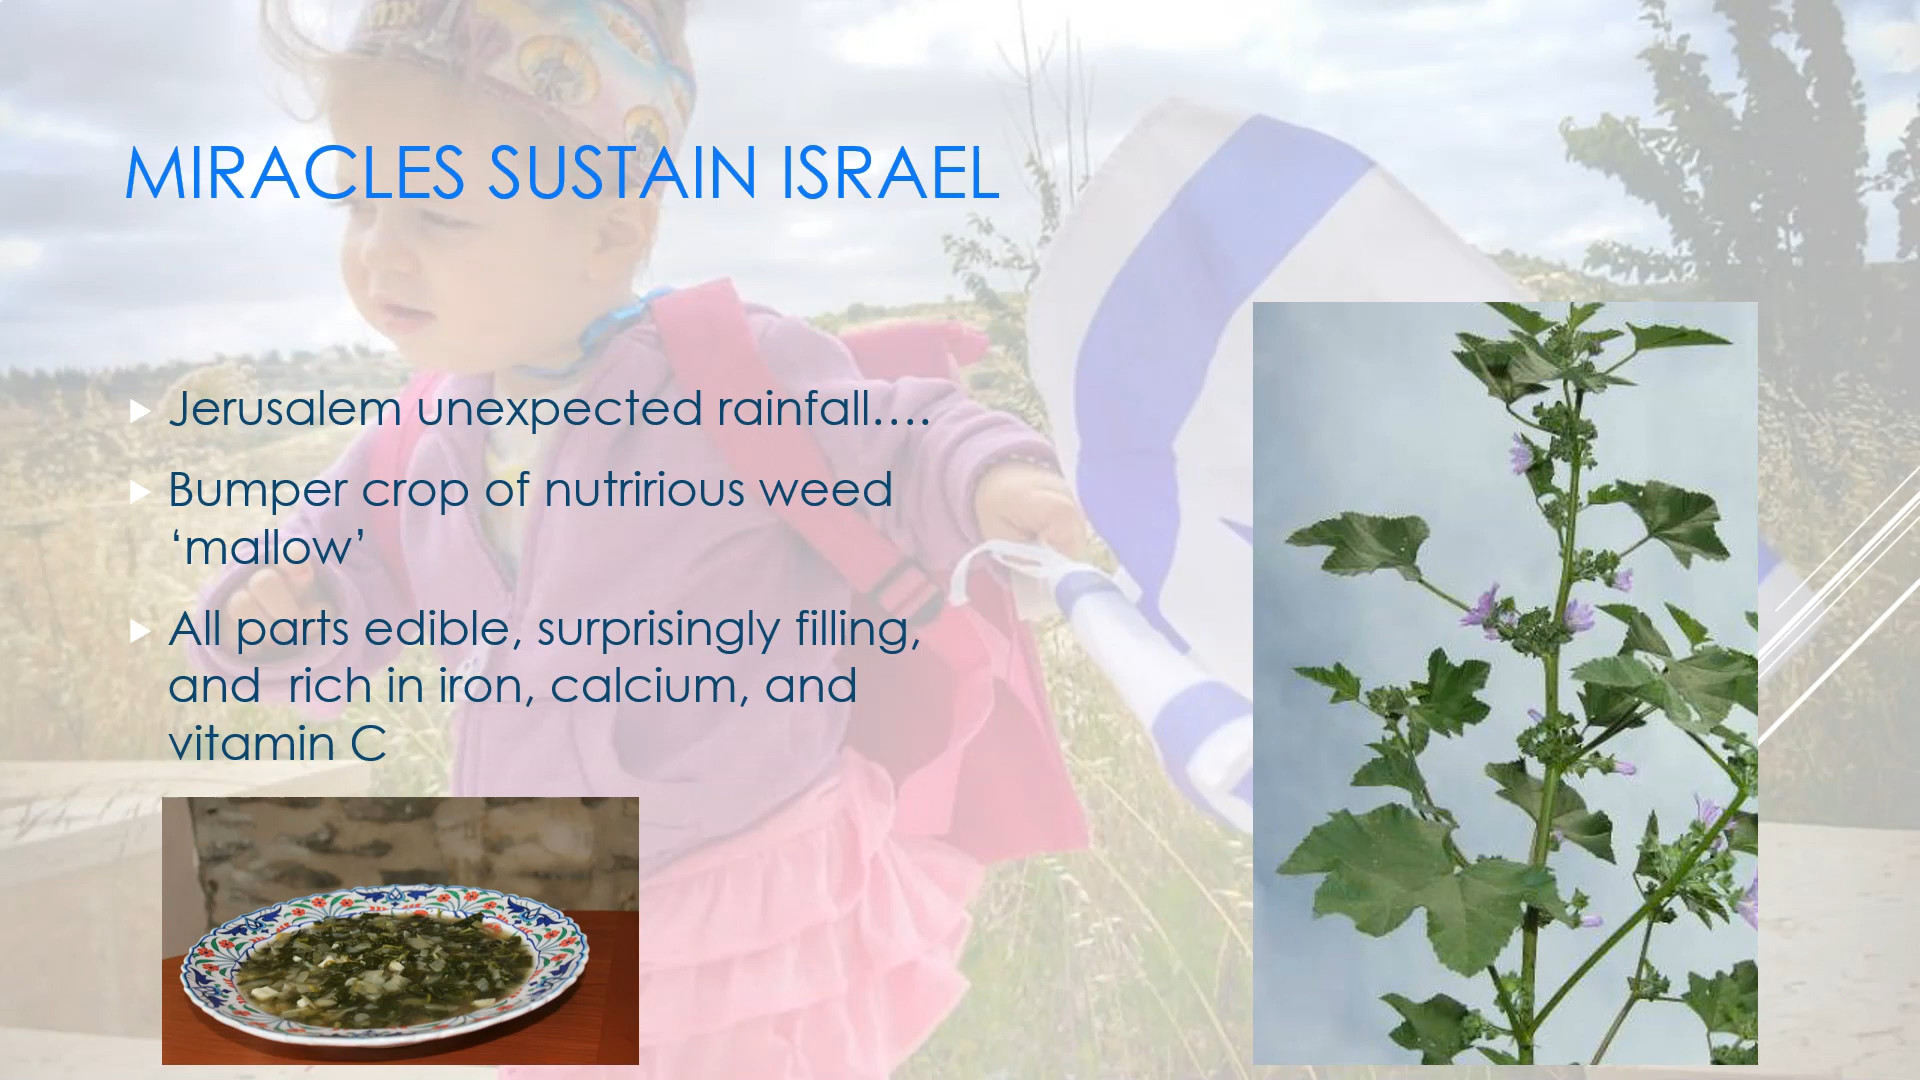 MIRACLES SUSTAIN ISRAEL
Jerusalem unexpected rainfall….
Bumper crop of nutririious weed
‘mallow’
All parts edible, surprisingly filling,
and  rich in iron, calcium, and
vitamin C